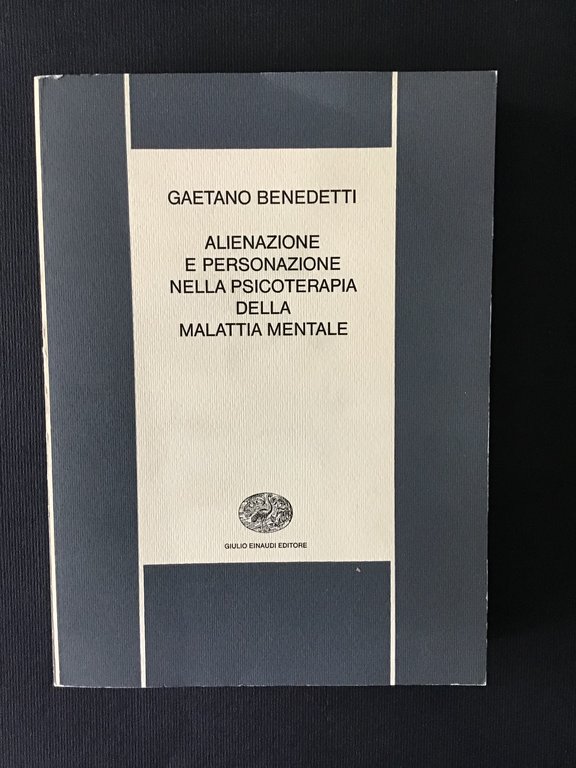 GAETANO BENEDETTI
ALIENAZIONE
E PERSONAZIONE
NELLA PSICOTERAPIA
DELLA
MALATTIA MENTALE
GIULIO EINAUDI EDITORE